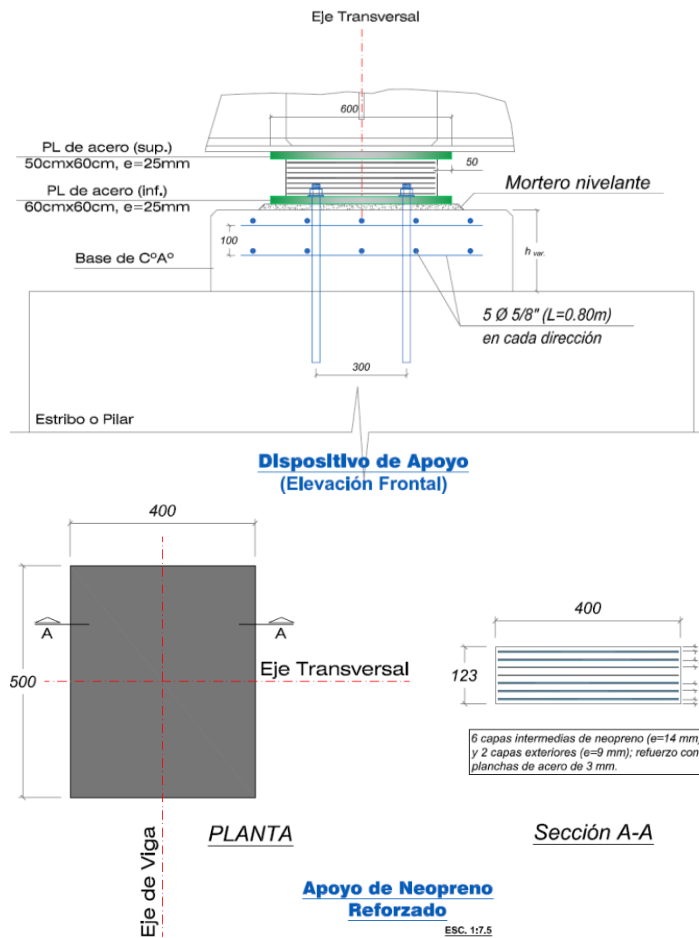 Eje Transversal
600
PL de acero (sup.)
50cmx60cm, e=25mm
50
PL de acero (inf.)
60cmx60cm, e=25mm
Mortero nivelante
100
Base de CºAº
h var.
5 Ø 5/8" (L=0.80m)
en cada dirección
300
Estribo o Pilar
Dispositivo de Apoyo
(Elevación Frontal)
400
A
A
500
Eje Transversal
Eje de Viga
PLANTA
400
123
6 capas intermedias de neopreno (e=14 mm)
y 2 capas exteriores (e=9 mm); refuerzo con
planchas de acero de 3 mm.
Sección A-A
Apoyo de Neopreno
Reforzado
ESC. 1:7.5